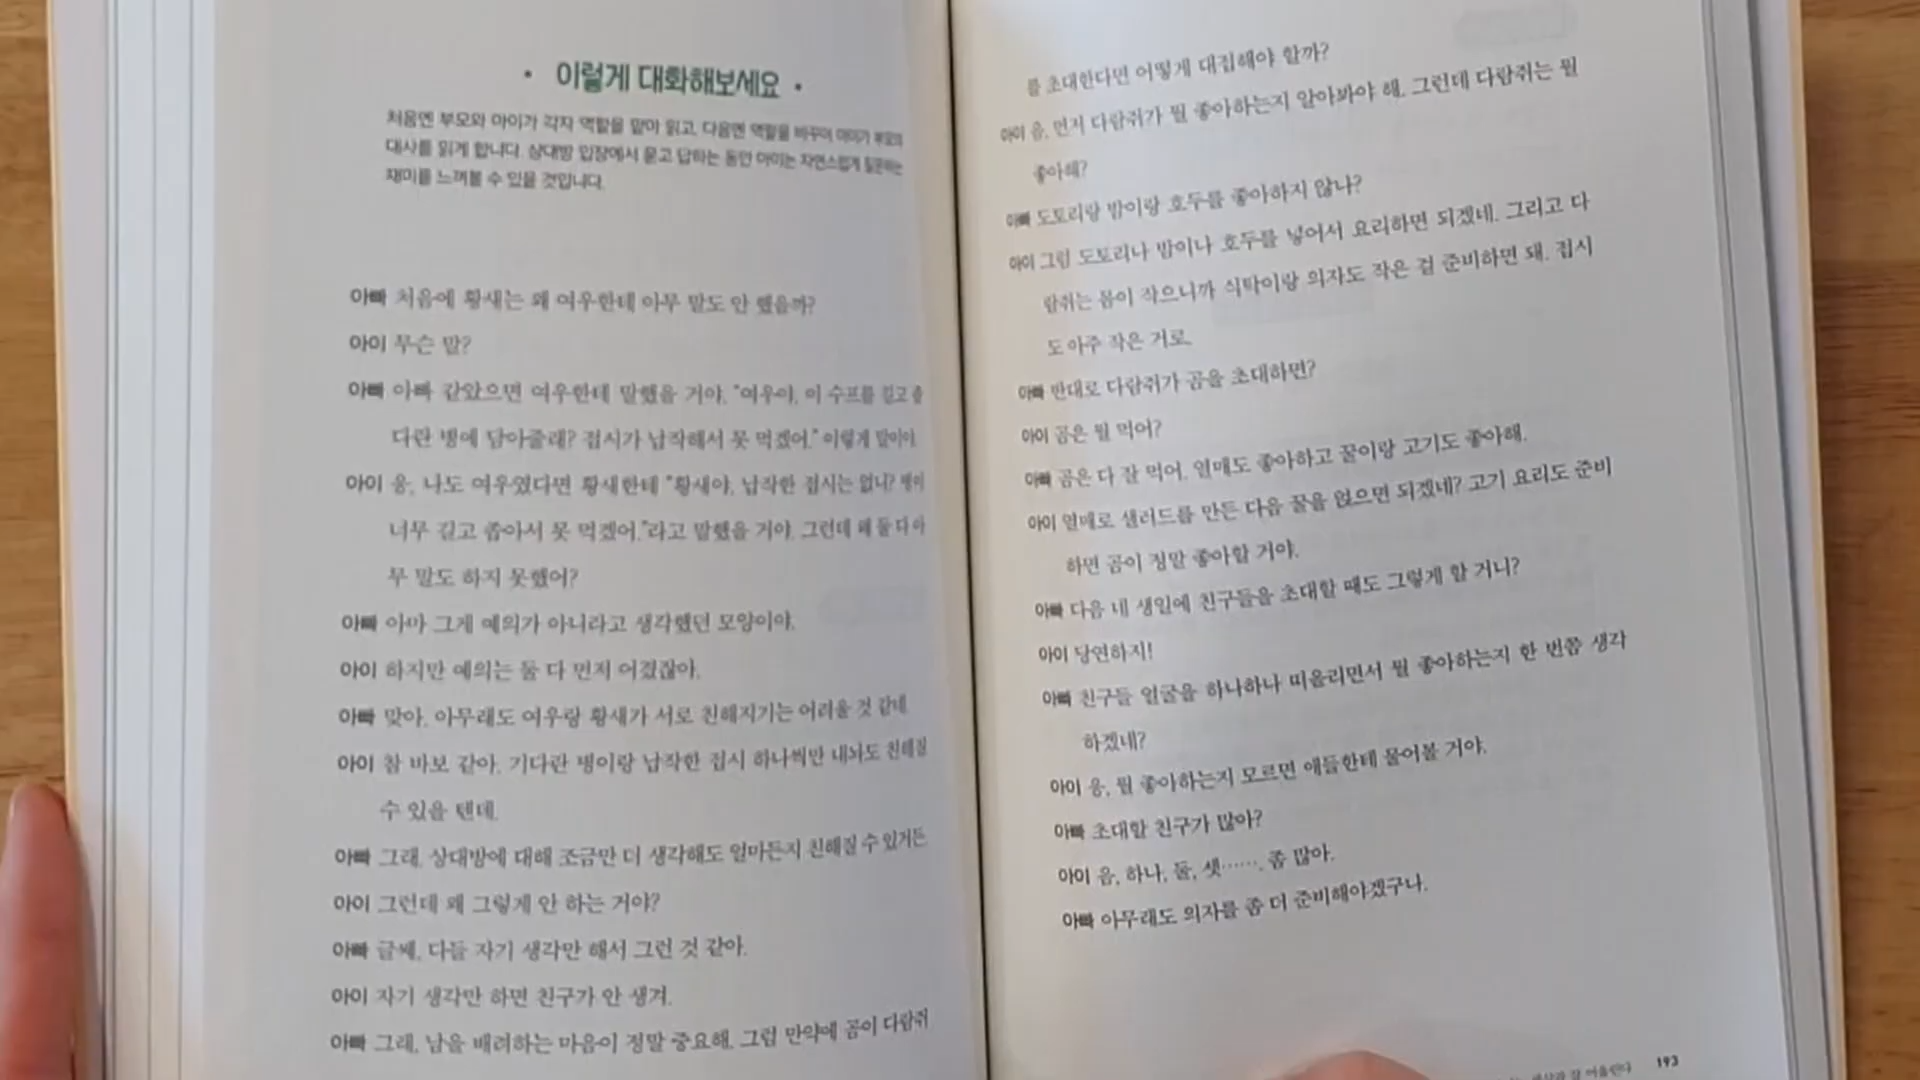 • 이렇게 대화해보세요 •
처음엔 부모와 아이가 각자 역할을 맡아 읽고, 다음엔 역할을 바꾸어 아이가 부모의
대사를 읽게 합니다. 상대방 입장에서 묻고 답하는 동안 아이는 자연스럽게 질문하는
재미를 느껴볼 수 있을 것입니다.
아빠 처음에 황새는 왜 여우한테 아무 말도 안 했을까?
아이 무슨 말?
아빠 아빠 같았으면 여우한테 말했을 거야. "여우야, 이 수프를 길고 좁
다란 병에 담아줄래? 접시가 납작해서 못 먹겠어." 이렇게 말이야.
아이 응, 나도 여우였다면 황새한테 "황새야, 납작한 접시는 없니? 병이
너무 길고 좁아서 못 먹겠어."라고 말했을 거야. 그런데 왜 둘 다 아
무 말도 하지 못했어?
아빠 아마 그게 예의가 아니라고 생각했던 모양이야.
아이 하지만 예의는 둘 다 먼저 어겼잖아.
아빠 맞아. 아무래도 여우랑 황새가 서로 친해지기는 어려울 것 같네.
아이 참 바보 같아. 기다란 병이랑 납작한 접시 하나씩만 내놔도 친해질
수 있을 텐데.
아빠 그래, 상대방에 대해 조금만 더 생각해도 얼마든지 친해질 수 있거든.
아이 그런데 왜 그렇게 안 하는 거야?
아빠 글쎄, 다들 자기 생각만 해서 그런 것 같아.
아이 자기 생각만 하면 친구가 안 생겨.
아빠 그래, 남을 배려하는 마음이 정말 중요해. 그럼 만약에 곰이 다람쥐
를 초대한다면 어떻게 대접해야 할까?
아이 음, 먼저 다람쥐가 뭘 좋아하는지 알아봐야 해. 그런데 다람쥐는 뭘
좋아해?
아빠 도토리랑 밤이랑 호두를 좋아하지 않나?
아이 그럼 도토리나 밤이나 호두를 넣어서 요리하면 되겠네. 그리고 다
람쥐는 몸이 작으니까 식탁이랑 의자도 작은 걸 준비하면 돼. 접시
도 아주 작은 거로.
아빠 반대로 다람쥐가 곰을 초대하면?
아이 곰은 뭘 먹어?
아빠 곰은 다 잘 먹어. 열매도 좋아하고 꿀이랑 고기도 좋아해.
아이 열매로 샐러드를 만든 다음 꿀을 얹으면 되겠네? 고기 요리도 준비
하면 곰이 정말 좋아할 거야.
아빠 다음 네 생일에 친구들을 초대할 때도 그렇게 할 거니?
아이 당연하지!
아빠 친구들 얼굴을 하나하나 떠올리면서 뭘 좋아하는지 한 번쯤 생각
하겠네?
아이 응, 뭘 좋아하는지 모르면 애들한테 물어볼 거야.
아빠 초대할 친구가 많아?
아이 음, 하나, 둘, 셋……, 좀 많아.
아빠 아무래도 의자를 좀 더 준비해야겠구나.
잘 어울린다 193